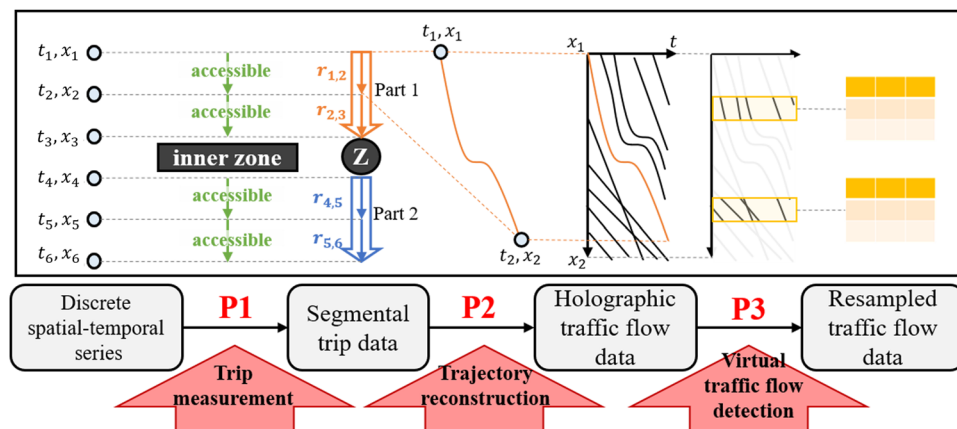 t₁, x₁
t₂, x₂
t₃, x₃
t₄, x₄
t₅, x₅
t₆, x₆
accessible
accessible
inner zone
accessible
accessible
r₁,₂
r₂,₃
Part 1
Z
r₄,₅
r₅,₆
Part 2
t₁, x₁
t₂, x₂
x₁
t
x₂
Discrete
spatial-temporal
series
P1
Segmental
trip data
P2
Holographic
traffic flow
data
P3
Resampled
traffic flow
data
Trip
measurement
Trajectory
reconstruction
Virtual
traffic flow
detection